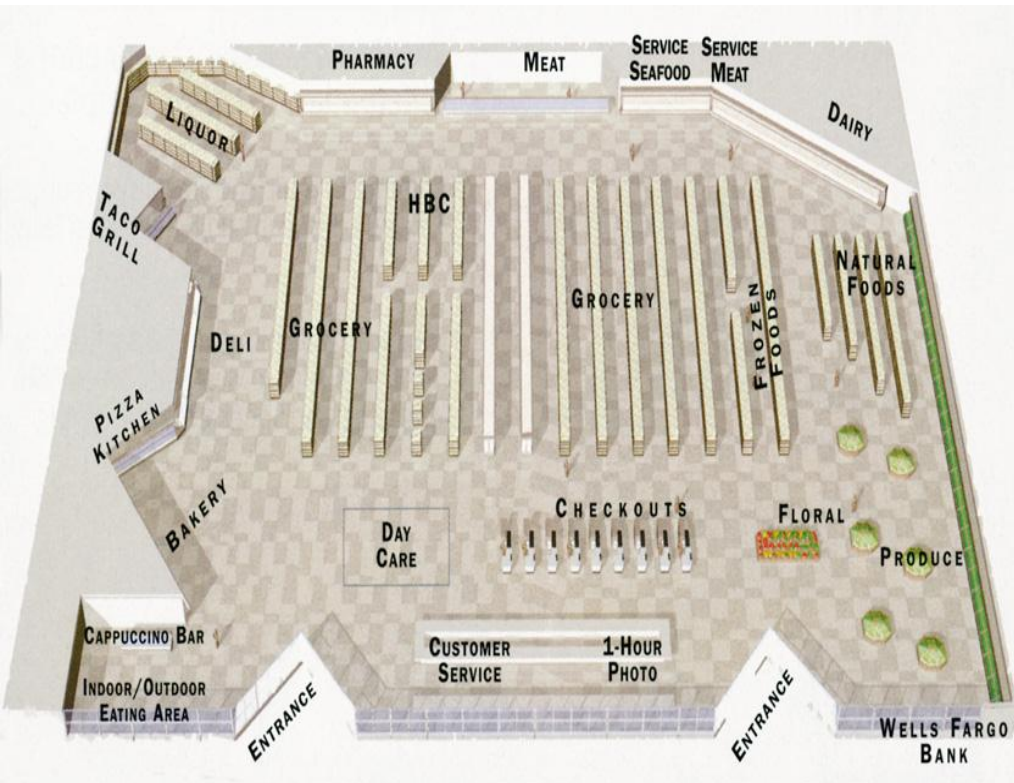 PHARMACY
MEAT
SERVICE
SEAFOOD
SERVICE
MEAT
DAIRY
LIQUOR
TACO
GRILL
HBC
NATURAL
FOODS
GROCERY
GROCERY
FROZEN
FOODS
DELI
PIZZA
KITCHEN
BAKERY
DAY
CARE
CHECKOUTS
FLORAL
PRODUCE
CAPPUCCINO BAR
CUSTOMER
SERVICE
1-HOUR
PHOTO
INDOOR/OUTDOOR
EATING AREA
ENTRANCE
ENTRANCE
WELLS FARGO
BANK